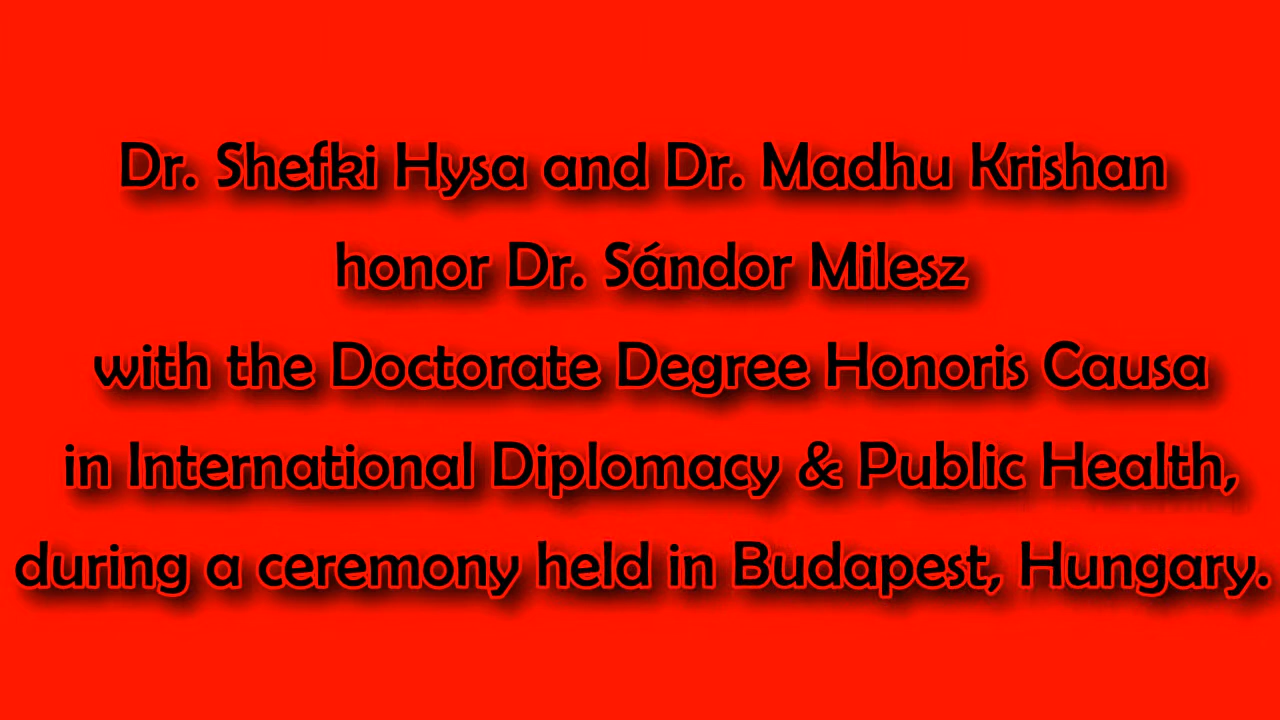 Dr. Shefki Hysa and Dr. Madhu Krishan
honor Dr. Sándor Milesz
with the Doctorate Degree Honoris Causa
in International Diplomacy & Public Health,
during a ceremony held in Budapest, Hungary.